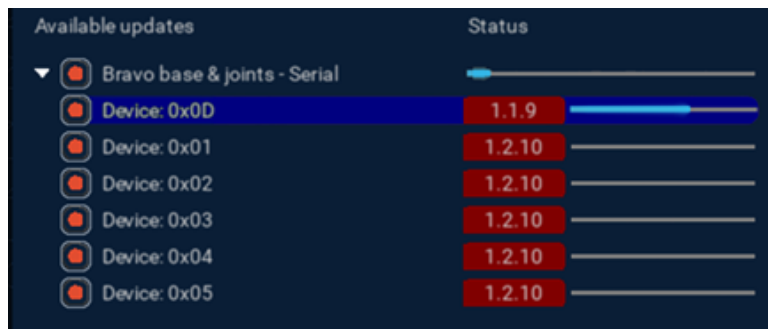 Available updates Status
Bravo base & joints - Serial
Device: 0x0D 1.1.9
Device: 0x01 1.2.10
Device: 0x02 1.2.10
Device: 0x03 1.2.10
Device: 0x04 1.2.10
Device: 0x05 1.2.10